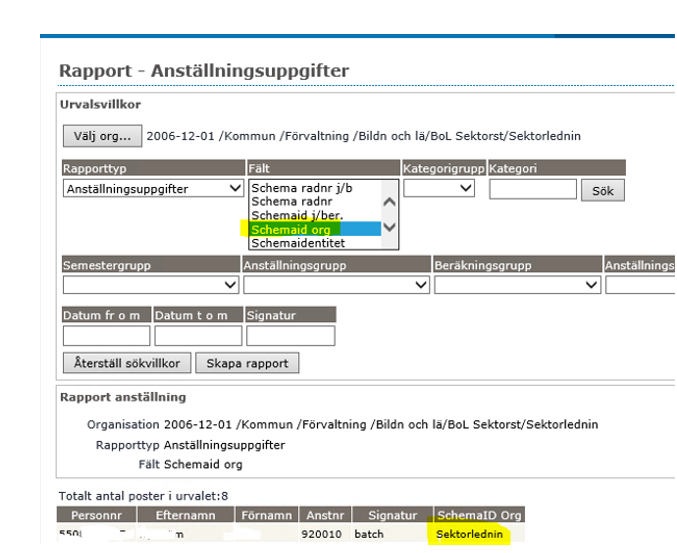 Rapport - Anställningsuppgifter
Urvalsvillkor
Välj org... 2006-12-01 /Kommun /Förvaltning /Bildn och lä/BoL Sektorst/Sektorlednin
Rapporttyp Fält Kategorigrupp Kategori
Anställningsuppgifter Sök
Schema radnr j/b
Schema radnr
Schemaid j/ber.
Schemaid org
Schemaidentitet
Semestergrupp Anställningsgrupp Beräkningsgrupp Anställnings
Datum fr o m Datum t o m Signatur
Återställ sökvillkor Skapa rapport
Rapport anställning
Organisation 2006-12-01 /Kommun /Förvaltning /Bildn och lä/BoL Sektorst/Sektorlednin
Rapporttyp Anställningsuppgifter
Fält Schemaid org
Totalt antal poster i urvalet:8
Personnr Efternamn Förnamn Anstnr Signatur SchemaID Org
920010 batch Sektorlednin